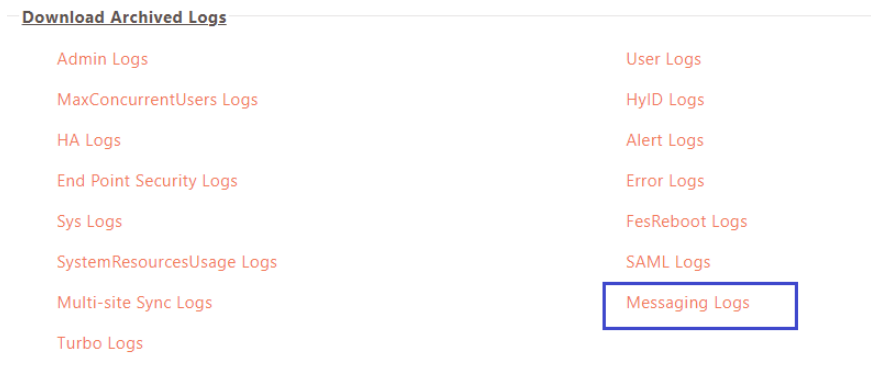 Download Archived Logs
Admin Logs
User Logs
MaxConcurrentUsers Logs
HyID Logs
HA Logs
Alert Logs
End Point Security Logs
Error Logs
Sys Logs
FesReboot Logs
SystemResourcesUsage Logs
SAML Logs
Multi-site Sync Logs
Messaging Logs
Turbo Logs